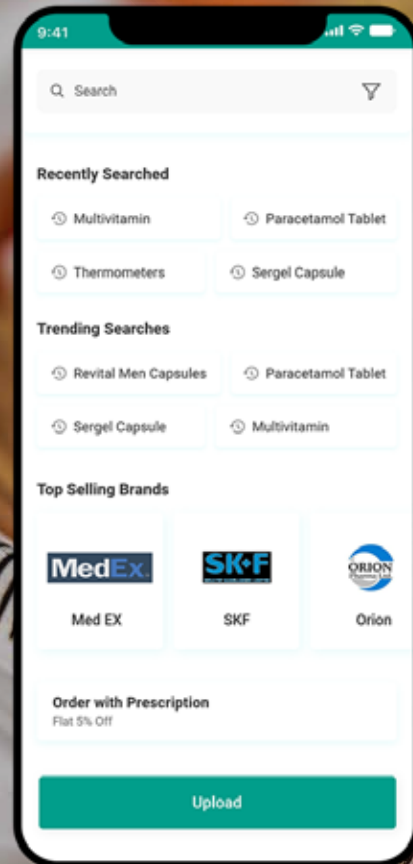 9:41
Search
Recently Searched
Multivitamin Paracetamol Tablet
Thermometers Sergel Capsule
Trending Searches
Revital Men Capsules Paracetamol Tablet
Sergel Capsule Multivitamin
Top Selling Brands
MedEx. SK+F ORION
Pharma Ltd.
Med EX SKF Orion
Order with Prescription
Flat 5% Off
Upload